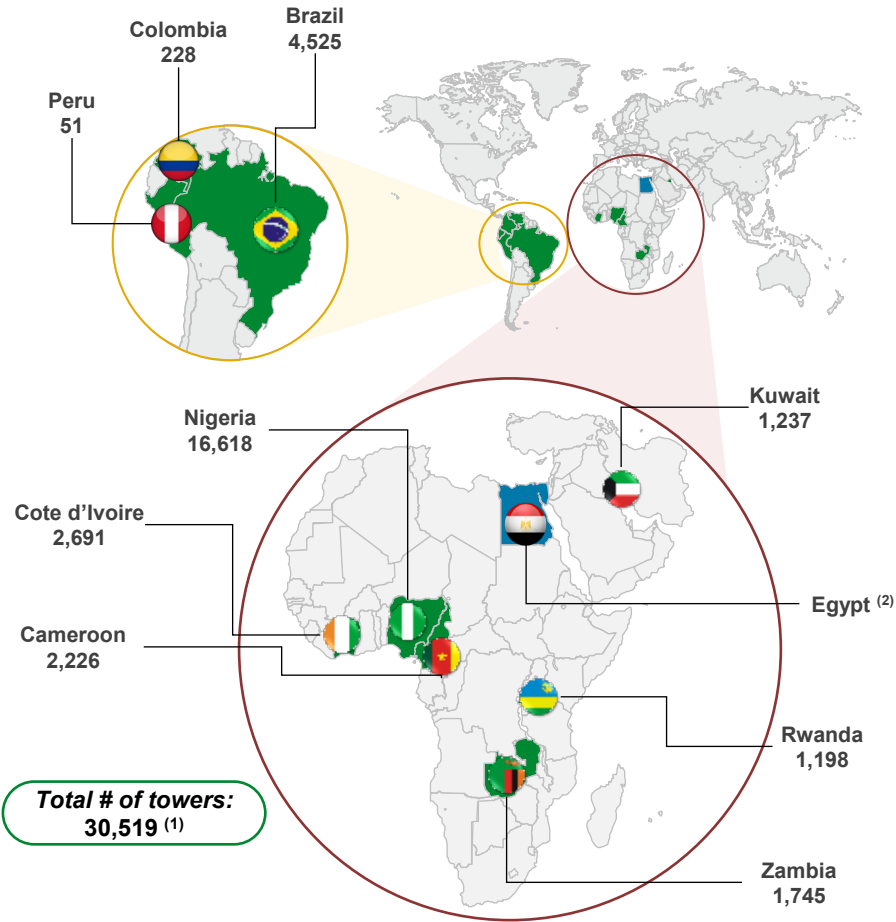 Brazil
4,525
Colombia
228
Peru
51
Kuwait
1,237
Nigeria
16,618
Cote d’Ivoire
2,691
Egypt (2)
Cameroon
2,226
Rwanda
1,198
Total # of towers:
30,519 (1)
Zambia
1,745